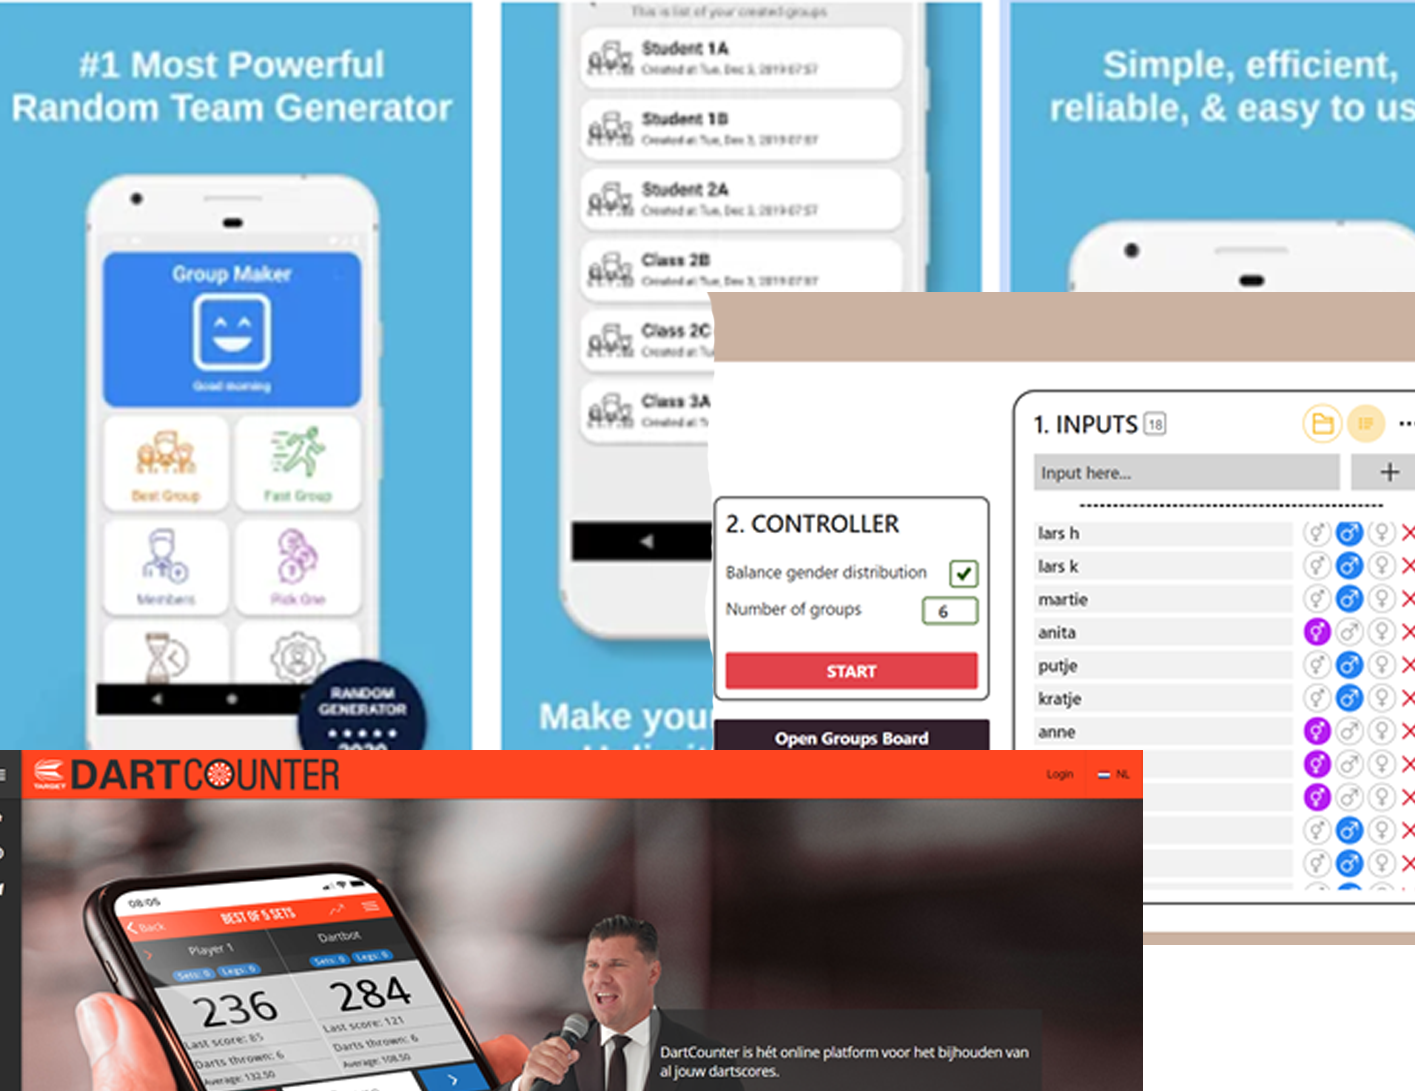 #1 Most Powerful
Random Team Generator
Group Maker
Good morning
Best Group
Fast Group
Members
Pick One
RANDOM
GENERATOR
2020
This is list of your created groups
Student 1A
Created at Tue, Dec 3, 2019 07:57
Student 1B
Created at Tue, Dec 3, 2019 07:57
Student 2A
Created at Tue, Dec 3, 2019 07:57
Class 2B
Created at Tue, Dec 3, 2019 07:57
Class 2C
Created at Tu
Class 3A
Created at
Make your
Simple, efficient,
reliable, & easy to us
2. CONTROLLER
Balance gender distribution
Number of groups
6
START
Open Groups Board
1. INPUTS 18
Input here...
+
lars h
lars k
martie
anita
putje
kratje
anne
TARGET
DARTCOUNTER
Login
NL
08:05
Back
BEST OF 5 SETS
Player 1
Dartbot
Sets: 0 Legs: 0
Sets: 0 Legs: 0
236
284
Last score: 85
Last score: 121
Darts thrown: 6
Darts thrown: 6
Average: 132.50
Average: 108.50
DartCounter is hét online platform voor het bijhouden van
al jouw dartscores.